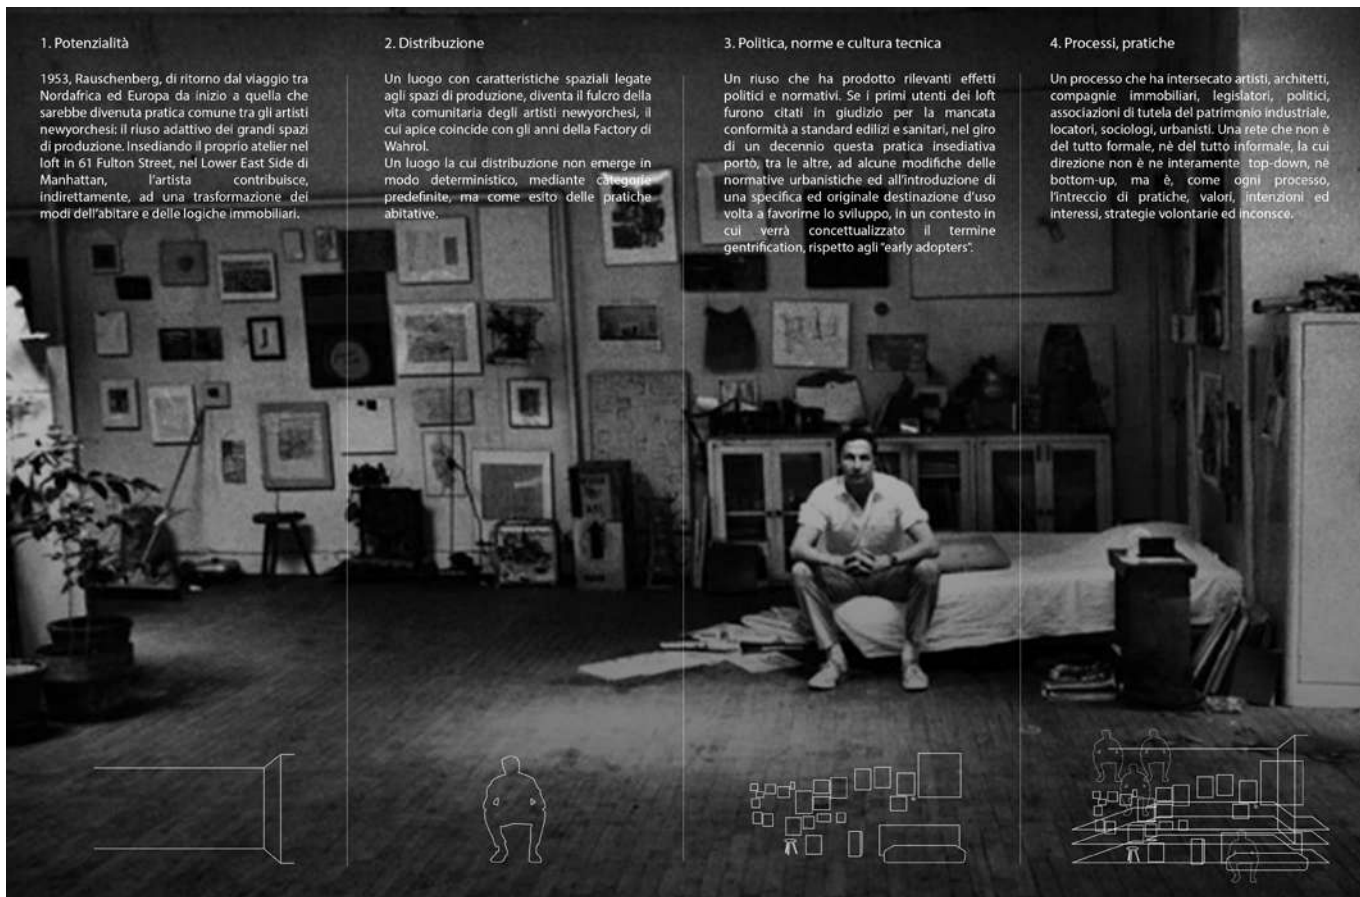 1. Potenzialità
1953, Rauschenberg, di ritorno dal viaggio tra
Nordafrica ed Europa da inizio a quella che
sarebbe divenuta pratica comune tra gli artisti
newyorchesi: il riuso adattivo dei grandi spazi
di produzione. Insediando il proprio atelier nel
loft in 61 Fulton Street, nel Lower East Side di
Manhattan, l'artista contribuisce,
indirettamente, ad una trasformazione dei
modi dell'abitare e delle logiche immobiliari.
2. Distribuzione
Un luogo con caratteristiche spaziali legate
agli spazi di produzione, diventa il fulcro della
vita comunitaria degli artisti newyorchesi, il
cui apice coincide con gli anni della Factory di
Wahrol.
Un luogo la cui distribuzione non emerge in
modo deterministico, mediante categorie
predefinite, ma come esito delle pratiche
abitative.
3. Politica, norme e cultura tecnica
Un riuso che ha prodotto rilevanti effetti
politici e normativi. Se i primi utenti dei loft
furono citati in giudizio per la mancata
conformità a standard edilizi e sanitari, nel giro
di un decennio questa pratica insediativa
portò, tra le altre, ad alcune modifiche delle
normative urbanistiche ed all'introduzione di
una specifica ed originale destinazione d'uso
volta a favorirne lo sviluppo, in un contesto in
cui verrà concettualizzato il termine
gentrification, rispetto agli "early adopters".
4. Processi, pratiche
Un processo che ha intersecato artisti, architetti,
compagnie immobiliari, legislatori, politici,
associazioni di tutela del patrimonio industriale,
locatori, sociologi, urbanisti. Una rete che non è
del tutto formale, nè del tutto informale, la cui
direzione non è ne interamente top-down, nè
bottom-up, ma è, come ogni processo,
l'intreccio di pratiche, valori, intenzioni ed
interessi, strategie volontarie ed inconsce.